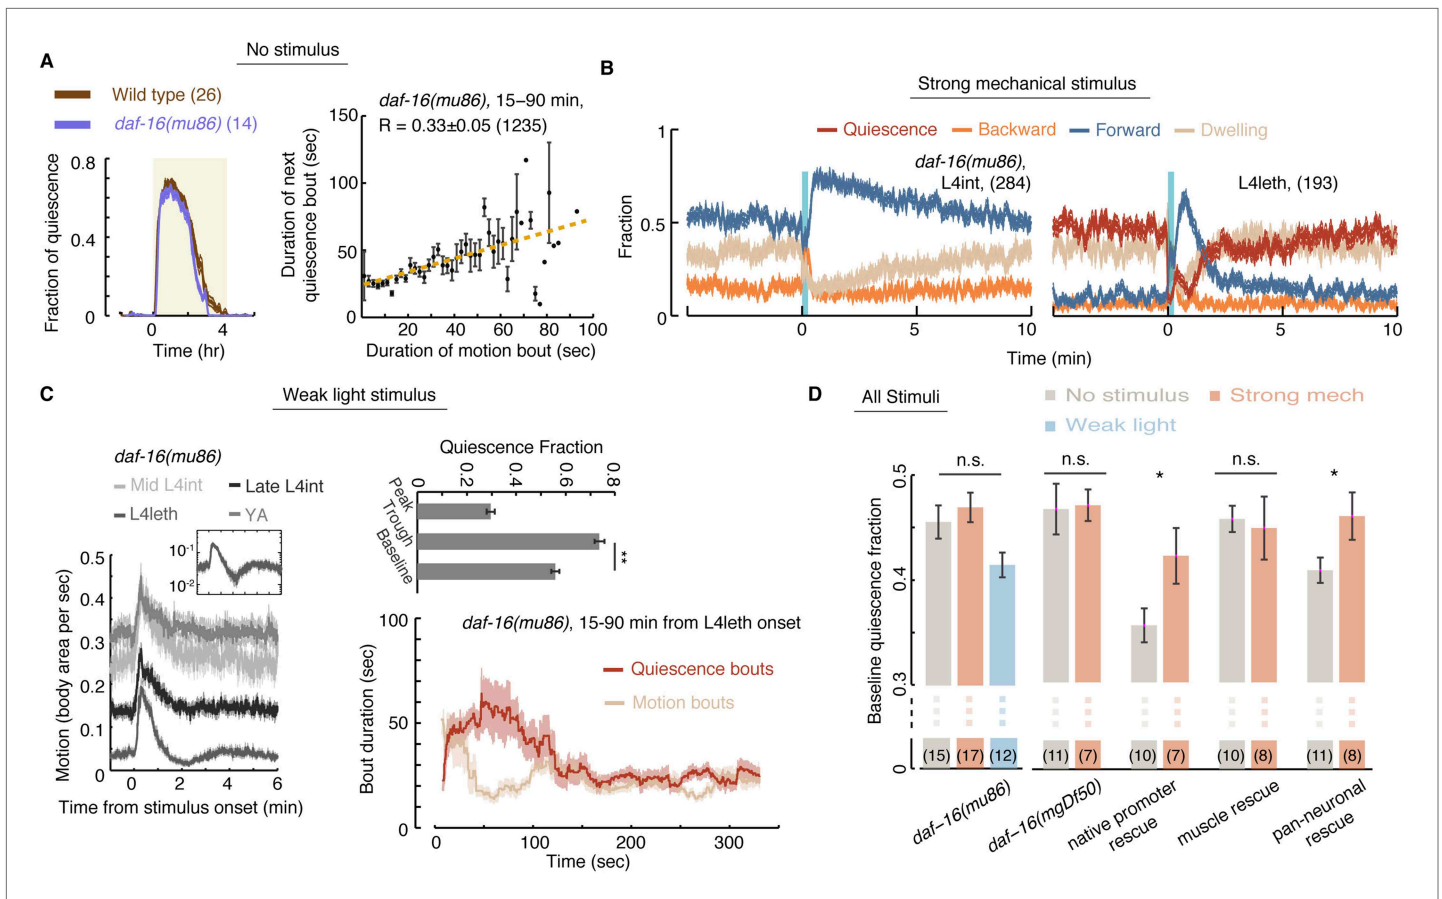 A
No stimulus
Wild type (26)
daf-16(mu86) (14)
Fraction of quiescence
0.8
0.4
0
0
4
Time (hr)
daf-16(mu86), 15–90 min,
R = 0.33±0.05 (1235)
Duration of next
quiescence bout (sec)
150
100
50
0
20
40
60
80
100
Duration of motion bout (sec)
B
Strong mechanical stimulus
Quiescence
Backward
Forward
Dwelling
daf-16(mu86),
L4int, (284)
L4leth, (193)
Fraction
1
0.5
0
0
5
10
0
5
10
Time (min)
C
Weak light stimulus
daf-16(mu86)
Mid L4int
Late L4int
L4leth
YA
10-1
10-2
Motion (body area per sec)
0.5
0.4
0.3
0.2
0.1
0
0
2
4
6
Time from stimulus onset (min)
Quiescence Fraction
0
0.2
0.4
0.6
0.8
Peak
Trough
Baseline
**
daf-16(mu86), 15-90 min from L4leth onset
Quiescence bouts
Motion bouts
Bout duration (sec)
100
50
0
0
100
200
300
Time (sec)
D
All Stimuli
No stimulus
Strong mech
Weak light
Baseline quiescence fraction
0.5
0.4
0.3
0
n.s.
n.s.
*
n.s.
*
(15)
(17)
(12)
(11)
(7)
(10)
(7)
(10)
(8)
(11)
(8)
daf-16(mu86)
daf-16(mgDf50)
native promoter
rescue
muscle rescue
pan-neuronal
rescue